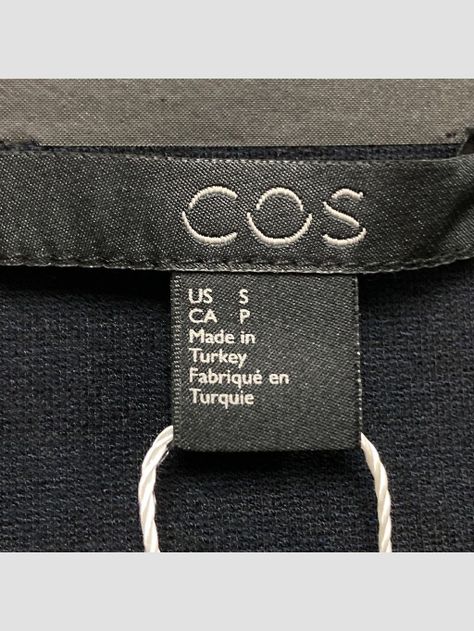 COS
US S
CA P
Made in
Turkey
Fabriqué en
Turquie